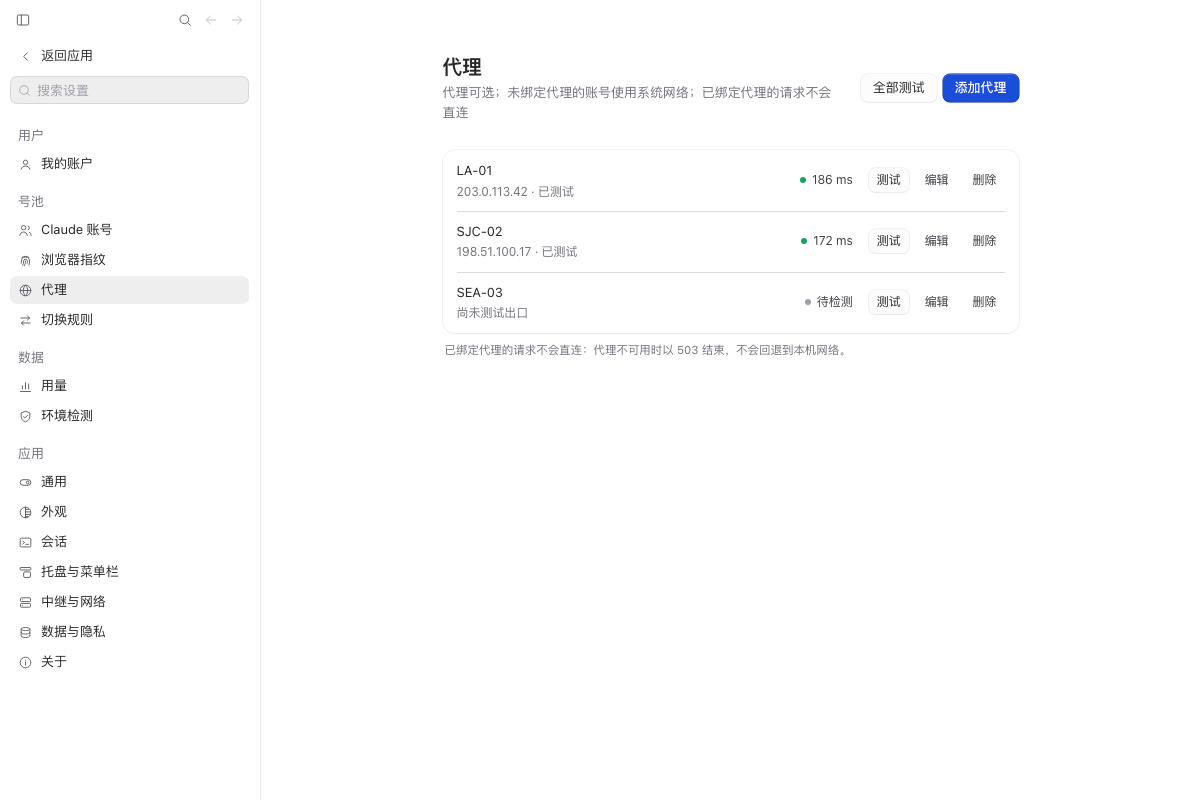 返回应用
搜索设置
用户
我的账户
号池
Claude 账号
浏览器指纹
代理
切换规则
数据
用量
环境检测
应用
通用
外观
会话
托盘与菜单栏
中继与网络
数据与隐私
关于
代理
代理可选；未绑定代理的账号使用系统网络；已绑定代理的请求不会
直连
全部测试
添加代理
LA-01
203.0.113.42 · 已测试
186 ms
测试
编辑
删除
SJC-02
198.51.100.17 · 已测试
172 ms
测试
编辑
删除
SEA-03
尚未测试出口
待检测
测试
编辑
删除
已绑定代理的请求不会直连：代理不可用时以 503 结束，不会回退到本机网络。